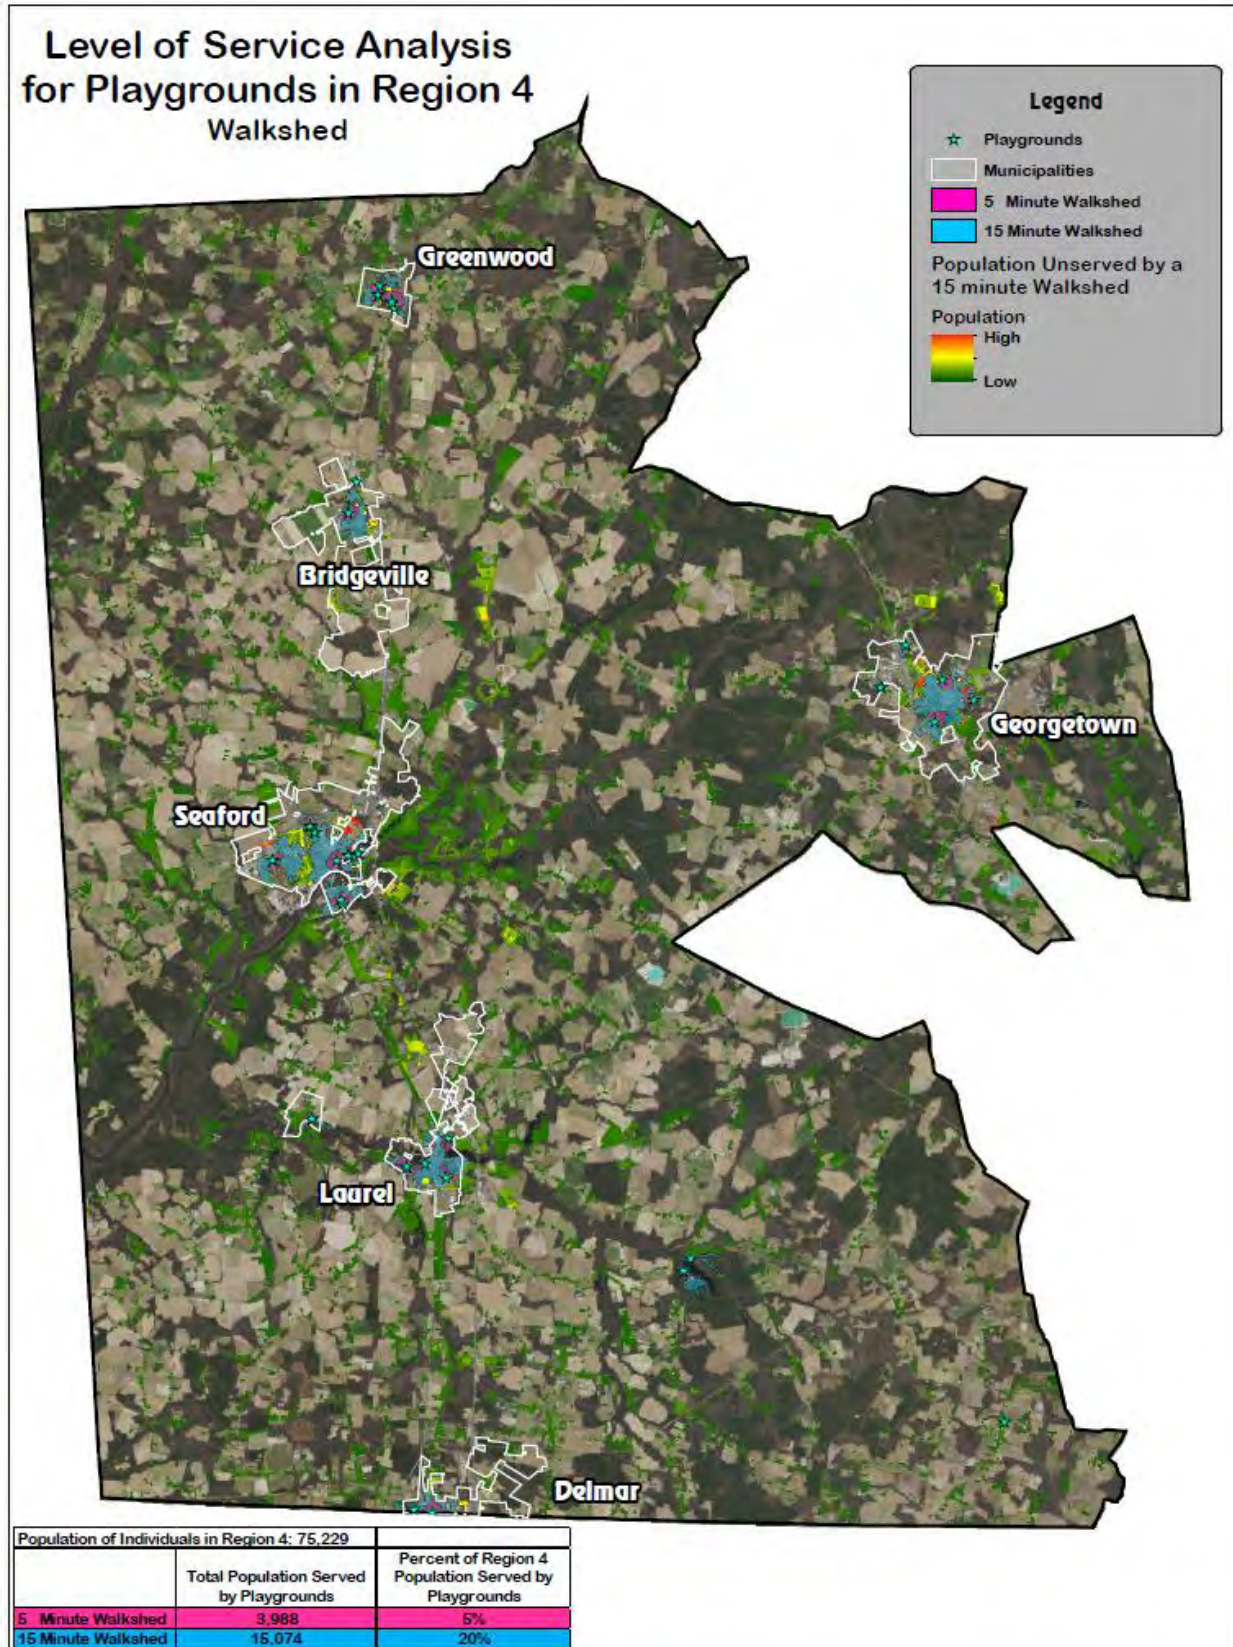 Level of Service Analysis
for Playgrounds in Region 4
Walkshed
Legend
Playgrounds
Municipalities
5 Minute Walkshed
15 Minute Walkshed
Population Unserved by a
15 minute Walkshed
Population
High
Low
Greenwood
Bridgeville
Georgetown
Seaford
Laurel
Delmar
Population of Individuals in Region 4: 75,229
Total Population Served
by Playgrounds
Percent of Region 4
Population Served by
Playgrounds
5 Minute Walkshed 3,988 5%
15 Minute Walkshed 15,074 20%